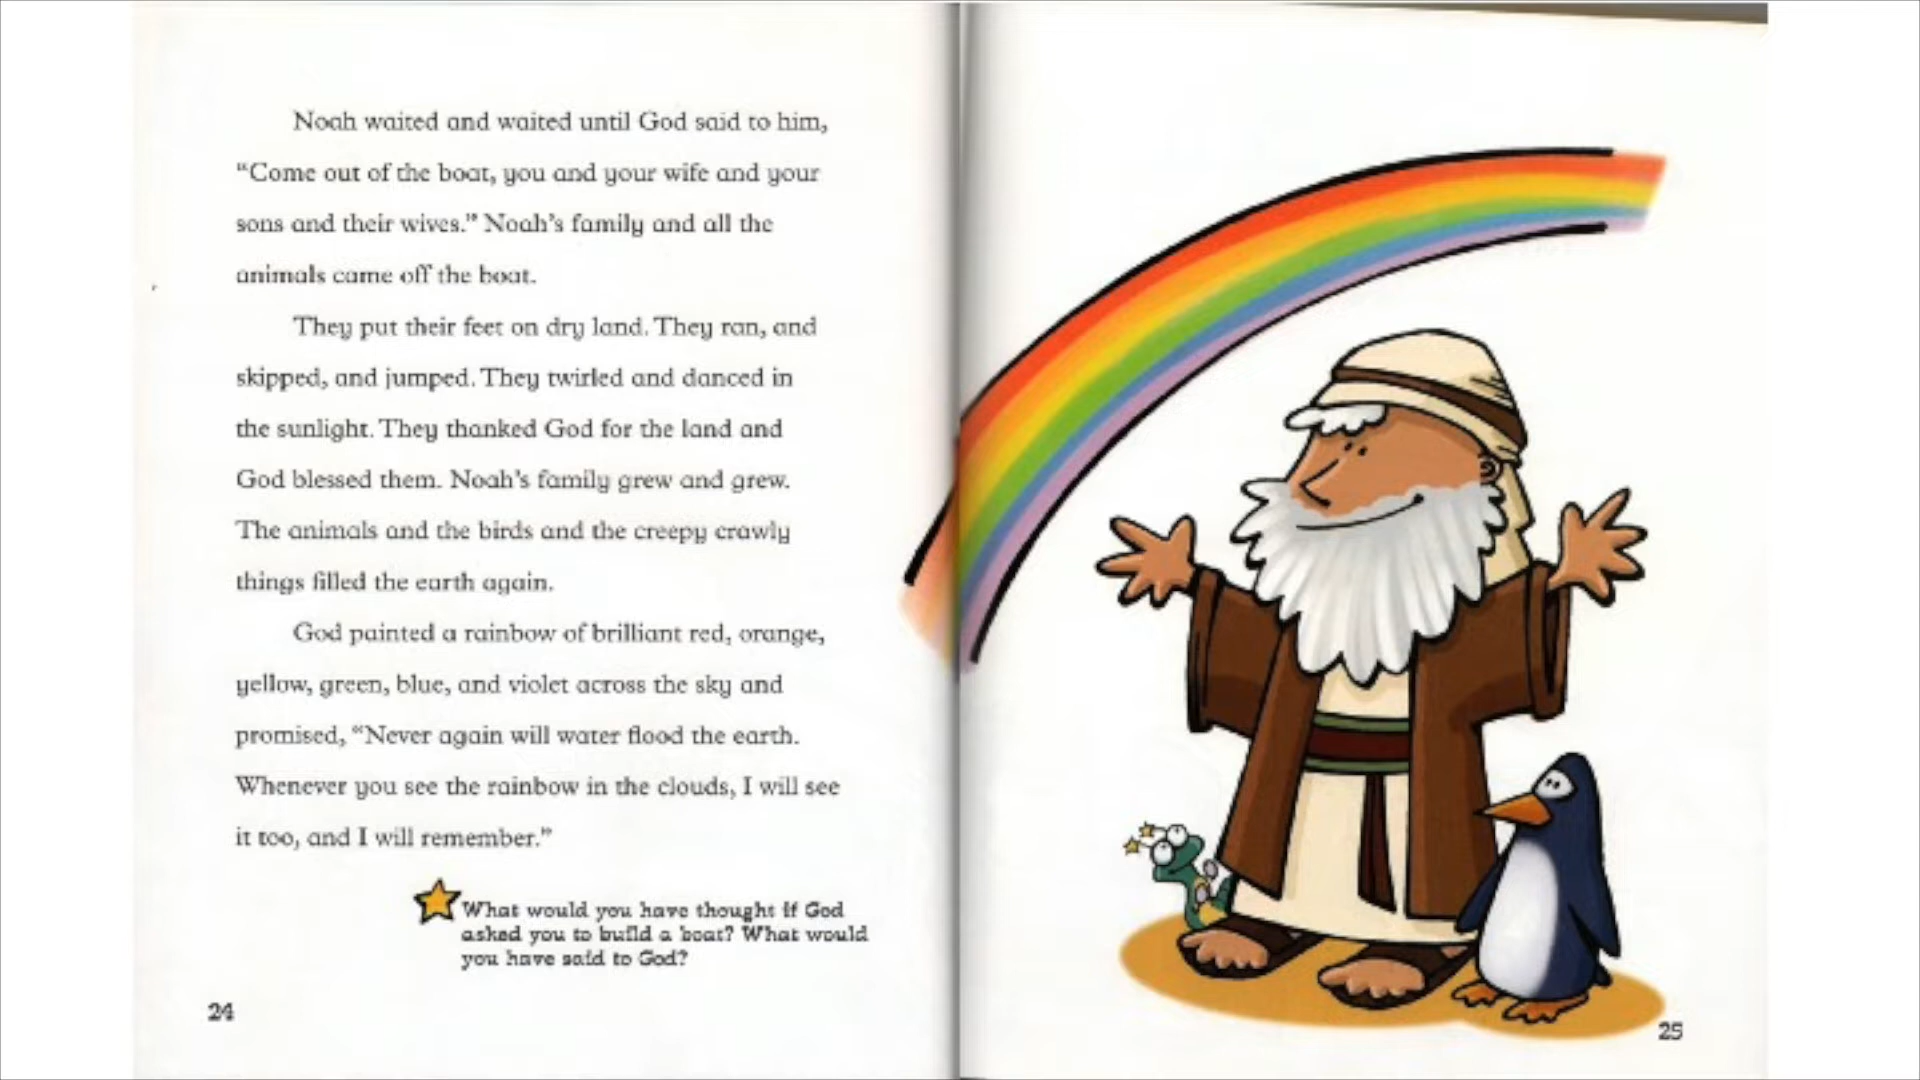 Noah waited and waited until God said to him,
“Come out of the boat, you and your wife and your
sons and their wives.” Noah’s family and all the
animals came off the boat.
They put their feet on dry land. They ran, and
skipped, and jumped. They twirled and danced in
the sunlight. They thanked God for the land and
God blessed them. Noah’s family grew and grew.
The animals and the birds and the creepy crawly
things filled the earth again.
God painted a rainbow of brilliant red, orange,
yellow, green, blue, and violet across the sky and
promised, “Never again will water flood the earth.
Whenever you see the rainbow in the clouds, I will see
it too, and I will remember.”
What would you have thought if God
asked you to build a boat? What would
you have said to God?
24
25